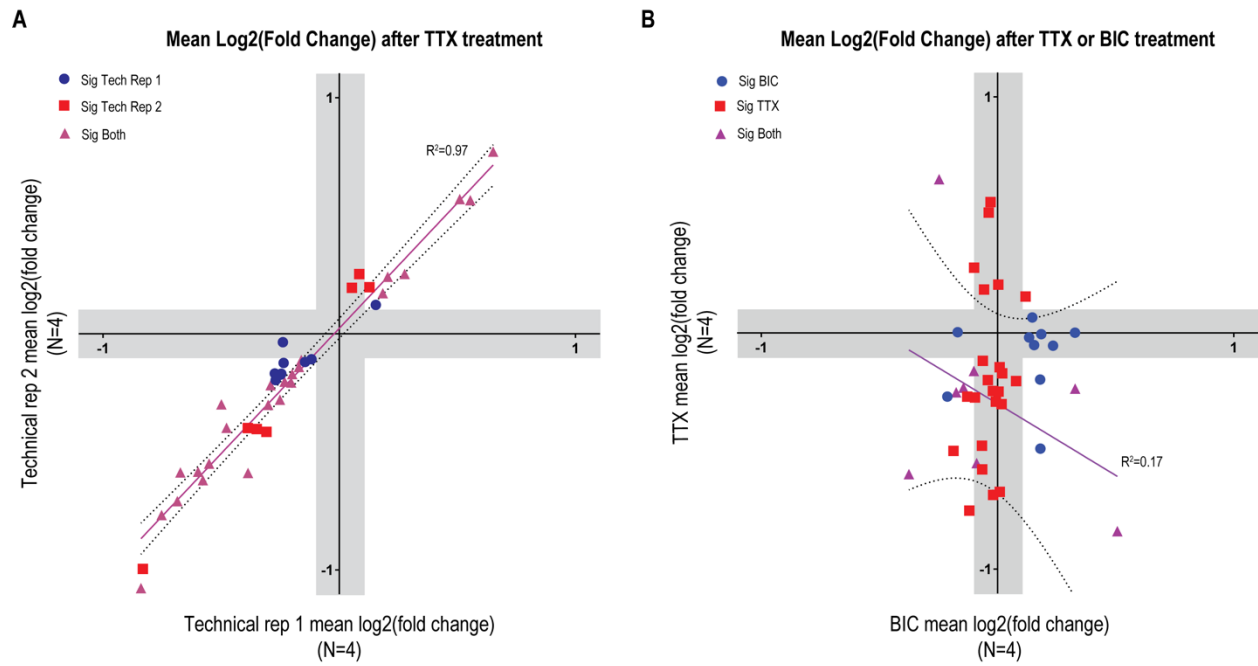 A
Mean Log2(Fold Change) after TTX treatment
Sig Tech Rep 1
Sig Tech Rep 2
Sig Both
1
R²=0.97
-1
1
-1
Technical rep 2 mean log2(fold change)
(N=4)
Technical rep 1 mean log2(fold change)
(N=4)
B
Mean Log2(Fold Change) after TTX or BIC treatment
Sig BIC
Sig TTX
Sig Both
1
-1
1
R²=0.17
-1
TTX mean log2(fold change)
(N=4)
BIC mean log2(fold change)
(N=4)